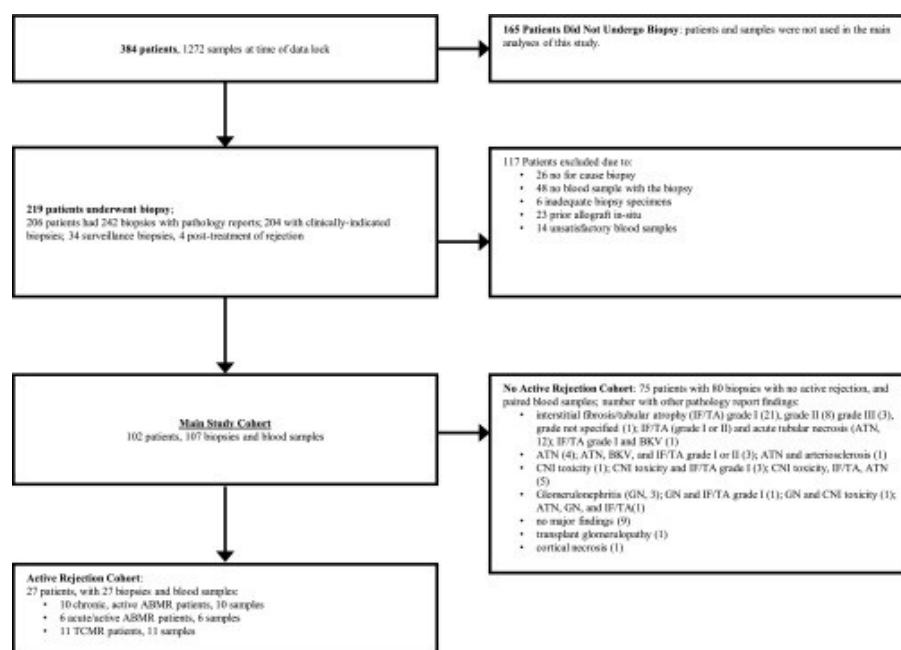 384 patients, 1272 samples at time of data lock
165 Patients Did Not Undergo Biopsy: patients and samples were not used in the main
analyses of this study.
219 patients underwent biopsy;
206 patients had 242 biopsies with pathology reports; 204 with clinically-indicated
biopsies; 34 surveillance biopsies, 4 post-treatment of rejection
117 Patients excluded due to:
• 26 no for cause biopsy
• 48 no blood sample with the biopsy
• 6 inadequate biopsy specimens
• 23 prior allograft in-situ
• 14 unsatisfactory blood samples
Main Study Cohort
102 patients, 107 biopsies and blood samples
No Active Rejection Cohort: 75 patients with 80 biopsies with no active rejection, and
paired blood samples; number with other pathology report findings:
• interstitial fibrosis/tubular atrophy (IF/TA) grade I (21), grade II (8) grade III (3),
grade not specified (1); IF/TA (grade I or II) and acute tubular necrosis (ATN,
12); IF/TA grade I and BKV (1)
• ATN (4); ATN, BKV, and IF/TA grade I or II (3); ATN and arteriosclerosis (1)
• CNI toxicity (1); CNI toxicity and IF/TA grade I (3); CNI toxicity, IF/TA, ATN
(5)
• Glomerulonephritis (GN, 3); GN and IF/TA grade I (1); GN and CNI toxicity (1);
ATN, GN, and IF/TA(1)
• no major findings (9)
• transplant glomerulopathy (1)
• cortical necrosis (1)
Active Rejection Cohort:
27 patients, with 27 biopsies and blood samples:
• 10 chronic, active ABMR patients, 10 samples
• 6 acute/active ABMR patients, 6 samples
• 11 TCMR patients, 11 samples